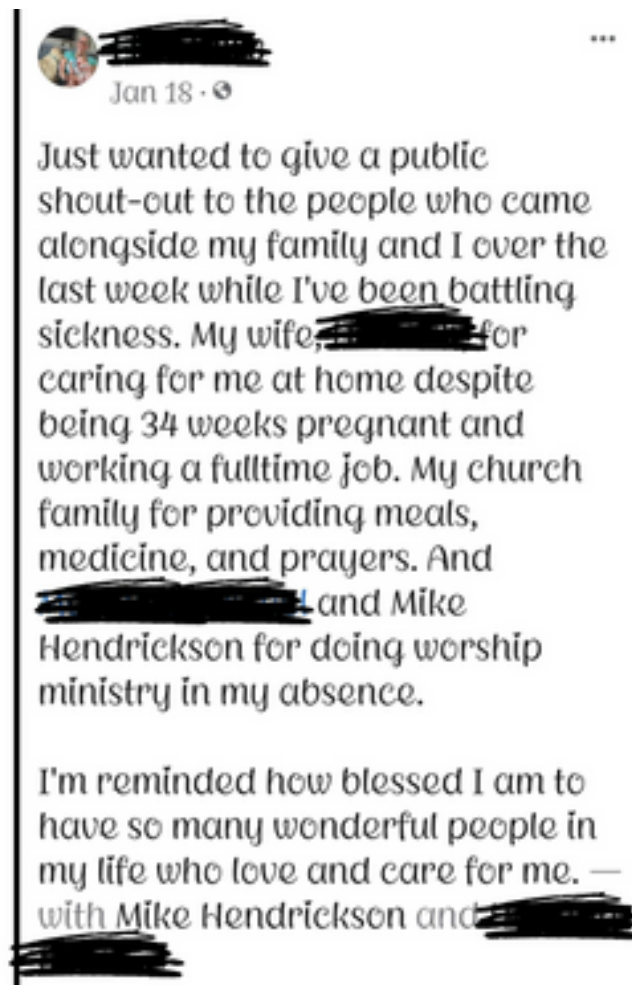 Jan 18 ·
Just wanted to give a public
shout-out to the people who came
alongside my family and I over the
last week while I've been battling
sickness. My wife, for
caring for me at home despite
being 34 weeks pregnant and
working a fulltime job. My church
family for providing meals,
medicine, and prayers. And
and Mike
Hendrickson for doing worship
ministry in my absence.
I'm reminded how blessed I am to
have so many wonderful people in
my life who love and care for me. —
with Mike Hendrickson and